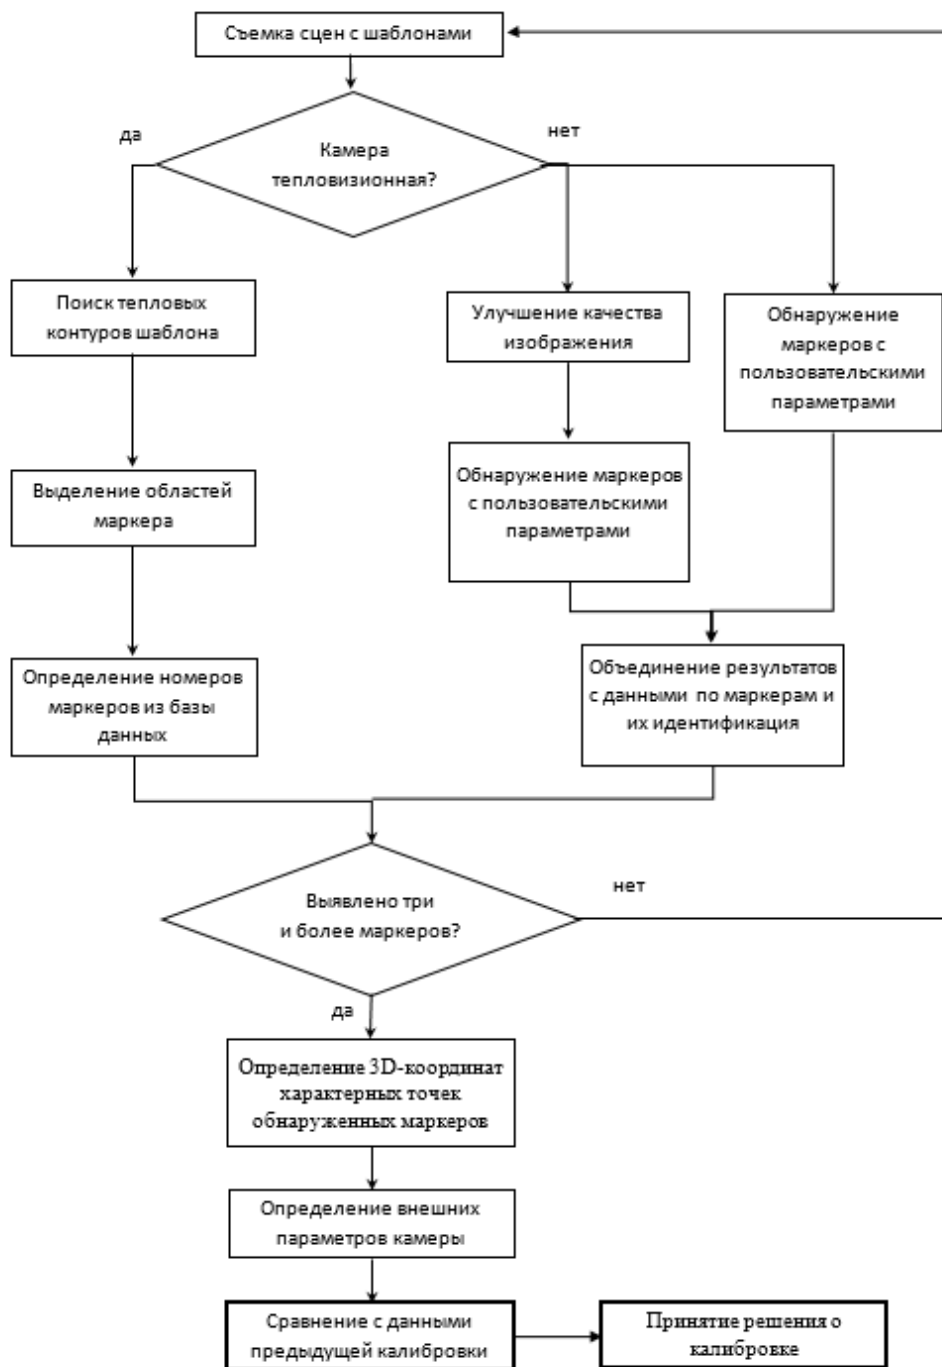 Съемка сцен с шаблонами
да
нет
Камера
тепловизионная?
Поиск тепловых
контуров шаблона
Улучшение качества
изображения
Обнаружение
маркеров с
пользовательскими
параметрами
Выделение областей
маркера
Обнаружение маркеров
с пользовательскими
параметрами
Определение номеров
маркеров из базы
данных
Объединение результатов
с данными по маркерам и
их идентификация
Выявлено три
и более маркеров?
нет
да
Определение 3D-координат
характерных точек
обнаруженных маркеров
Определение внешних
параметров камеры
Сравнение с данными
предыдущей калибровки
Принятие решения о
калибровке